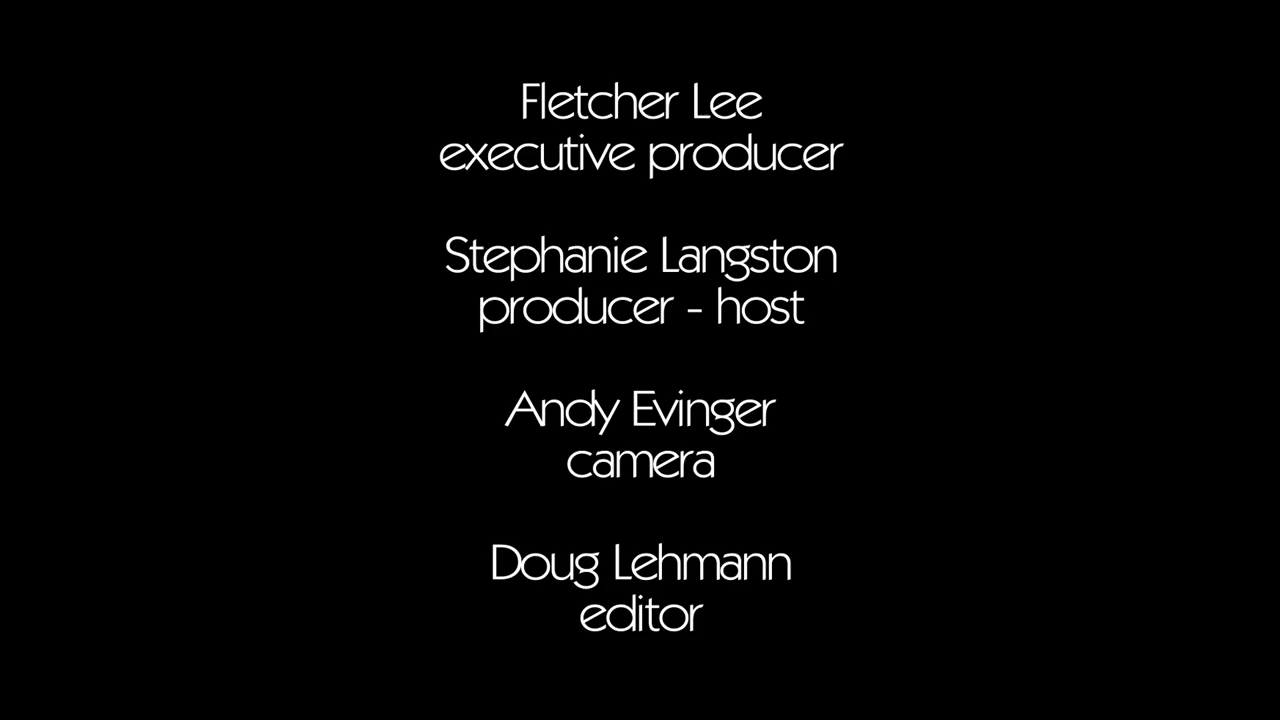 Fletcher Lee
executive producer
Stephanie Langston
producer - host
Andy Evinger
camera
Doug Lehmann
editor